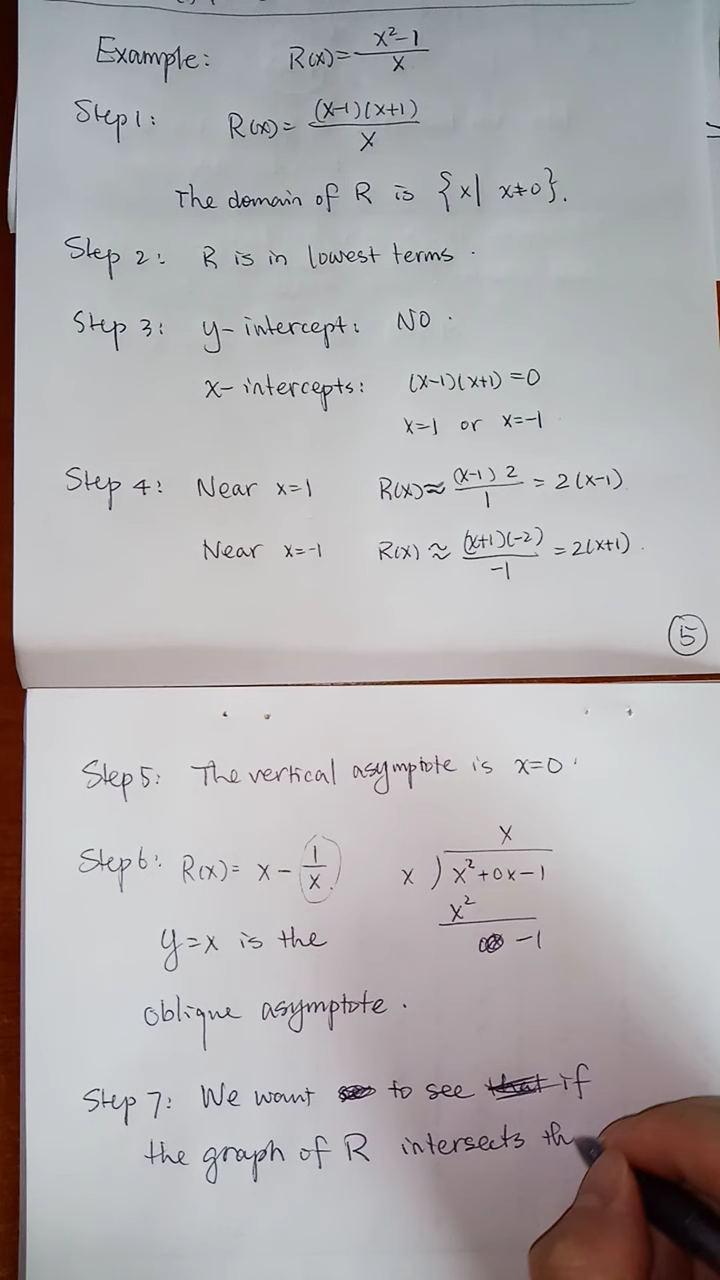 Example: R(x)= x²-1 / x
Step 1: R(x)= (x-1)(x+1) / x
The domain of R is {x| x≠0}.
Step 2: R is in lowest terms.
Step 3: y-intercept: NO.
x-intercepts: (x-1)(x+1)=0
x=1 or x=-1
Step 4: Near x=1 R(x)≈ (x-1) 2 / 1 = 2(x-1)
Near x=-1 R(x) ≈ (x+1)(-2) / -1 = 2(x+1).
5
Step 5: The vertical asymptote is x=0.
Step 6: R(x)= x - 1/x
y=x is the
oblique asymptote.
x
x ) x²+0x-1
x²
-1
Step 7: We want to see if
the graph of R intersects th